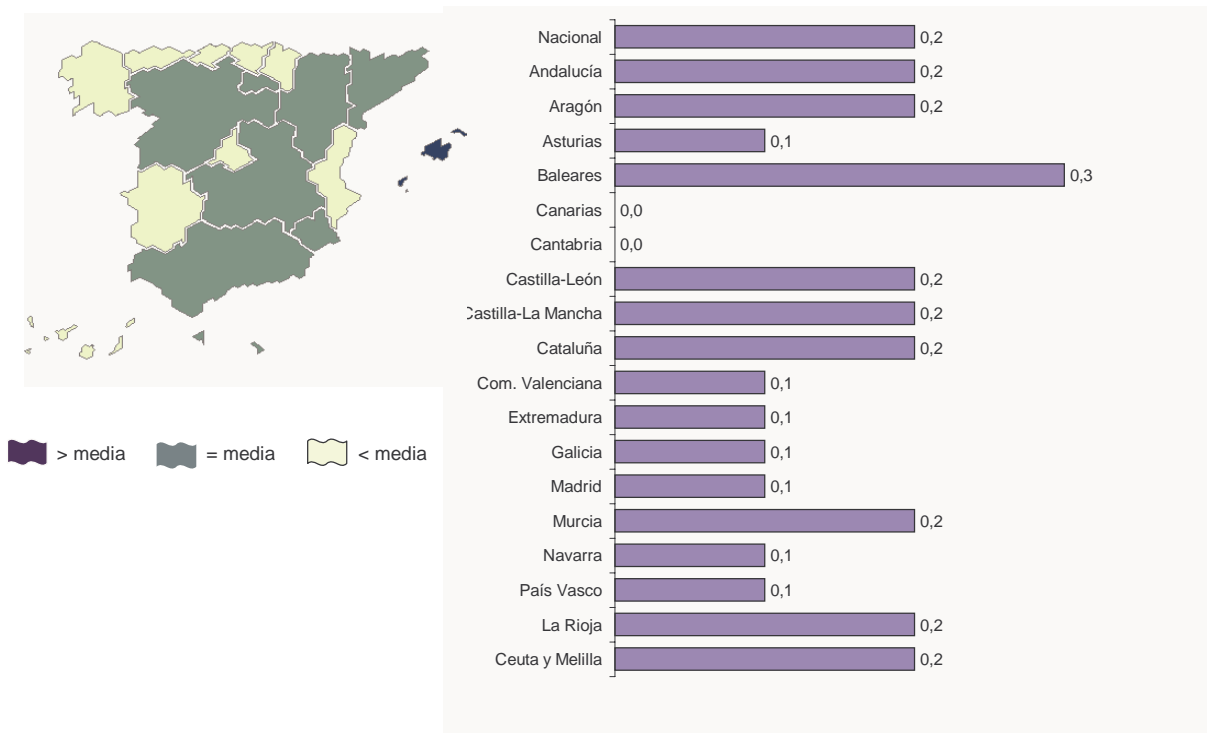 Nacional 0,2
Andalucía 0,2
Aragón 0,2
Asturias 0,1
Baleares 0,3
Canarias 0,0
Cantabria 0,0
Castilla-León 0,2
Castilla-La Mancha 0,2
Cataluña 0,2
Com. Valenciana 0,1
Extremadura 0,1
Galicia 0,1
Madrid 0,1
Murcia 0,2
Navarra 0,1
País Vasco 0,1
La Rioja 0,2
Ceuta y Melilla 0,2
> media = media < media